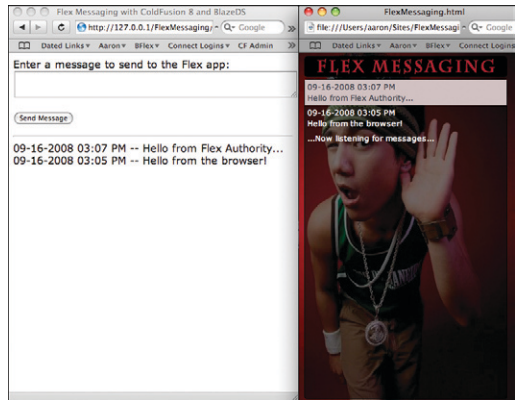 Flex Messaging with ColdFusion 8 and BlazeDS
http://127.0.0.1/FlexMessaging/
Google
Dated Links Aaron BFlex Connect Logins CF Admin
Enter a message to send to the Flex app:
Send Message
09-16-2008 03:07 PM -- Hello from Flex Authority...
09-16-2008 03:05 PM -- Hello from the browser!
FlexMessaging.html
file:///Users/aaron/Sites/FlexMessagi
Google
Dated Links Aaron BFlex Connect Logins
FLEX MESSAGING
09-16-2008 03:07 PM
Hello from Flex Authority...
09-16-2008 03:05 PM
Hello from the browser!
...Now listening for messages...